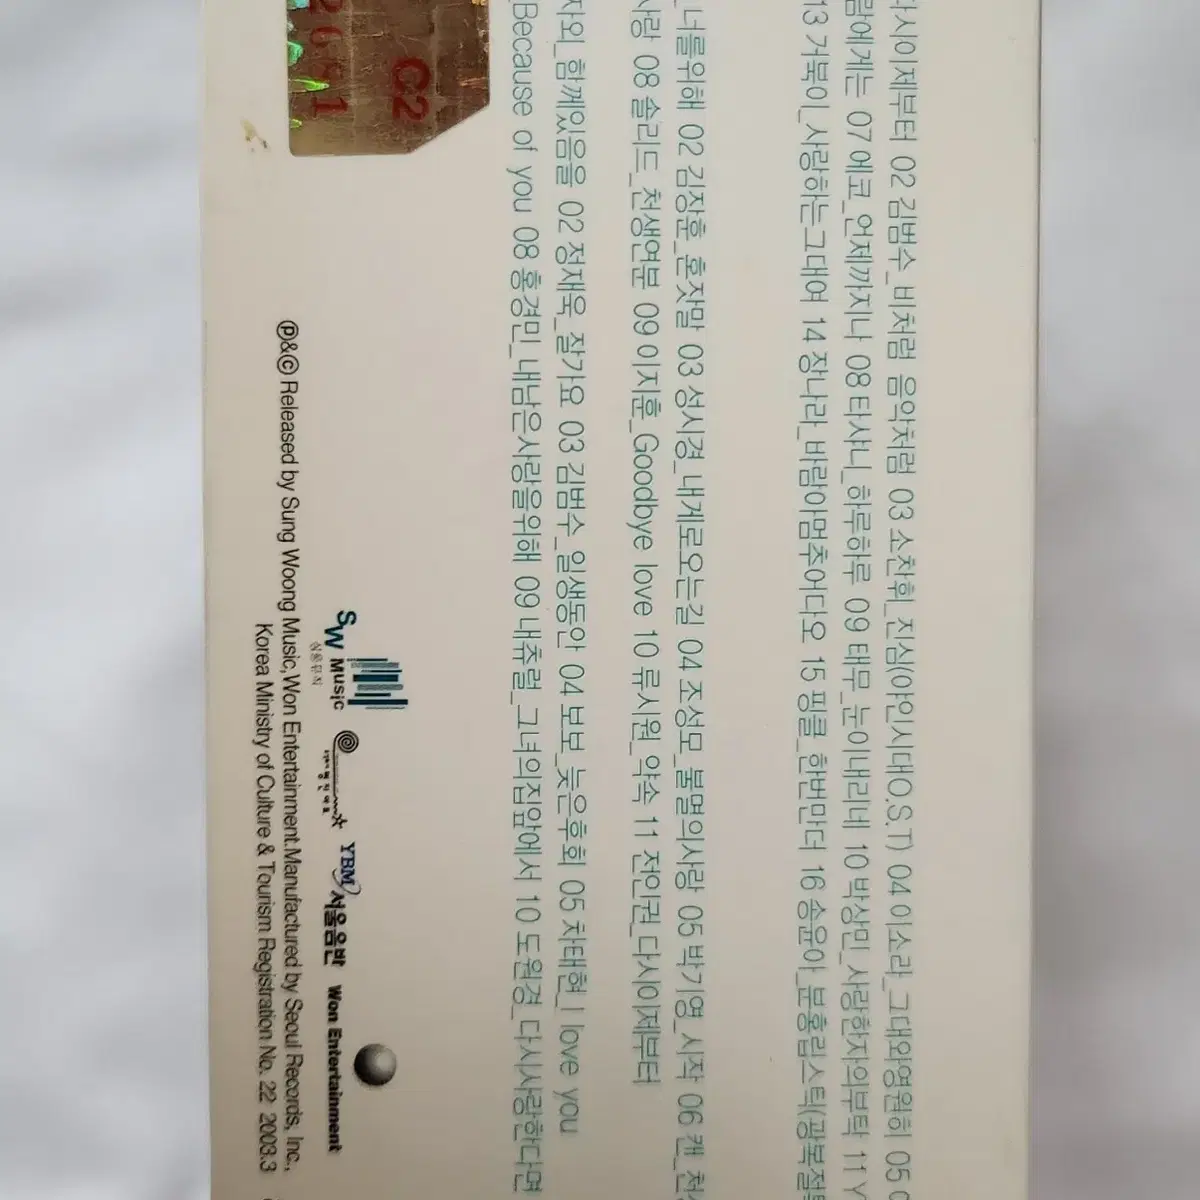 다시이제부터 02 김범수_비처럼 음악처럼 03 소찬휘_진심(야인시대O.S.T) 04 이소라_그대와영원히 05
람에게는 07 에코_언제까지나 08 타샤니_하루하루 09 태무_눈이내리네 10 박상민_사랑한자의부탁 11 Y
13 거북이_사랑하는그대여 14 장나라_바람아멈추어다오 15 핑클_한번만더 16 송윤아_분홍립스틱(광복절특
_너를위해 02 김장훈_혼잣말 03 성시경_내게로오는길 04 조성모_불멸의사랑 05 박기영_시작 06 캔_천
사랑 08 솔리드_천생연분 09 이지훈_Goodbye love 10 류시원_약속 11 전인권_다시이제부터
자와_함께있음을 02 정재욱_잘가요 03 김범수_일생동안 04 보보_늦은후회 05 차태현_I love you
_Because of you 08 홍경민_내남은사랑을위해 09 내츄럴_그녀의집앞에서 10 도원경_다시사랑한다면
C2
2691
SW Music
YBM 서울음반
Won Entertainment
℗&© Released by Sung Woong Music,Won Entertainment.Manufactured by Seoul Records, Inc.,
Korea Ministry of Culture & Tourism Registration No. 22 2003.3